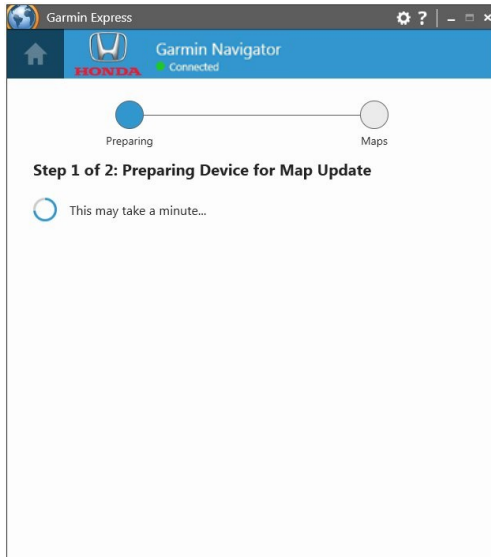 Garmin Express
?
Garmin Navigator
HONDA
Connected
Preparing
Maps
Step 1 of 2: Preparing Device for Map Update
This may take a minute...